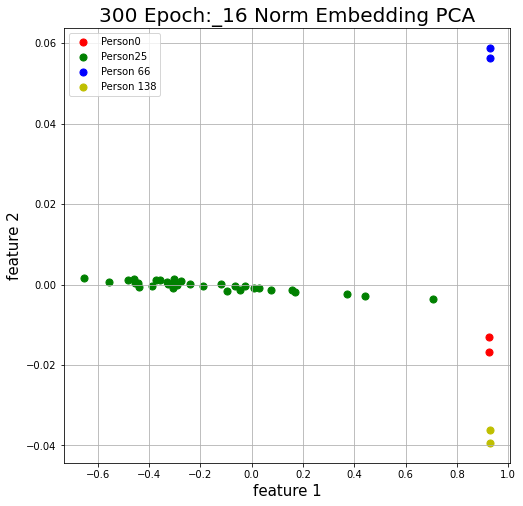 300 Epoch:_16 Norm Embedding PCA
Person0
Person25
Person 66
Person 138
feature 2
0.06
0.04
0.02
0.00
−0.02
−0.04
−0.6 −0.4 −0.2 0.0 0.2 0.4 0.6 0.8 1.0
feature 1